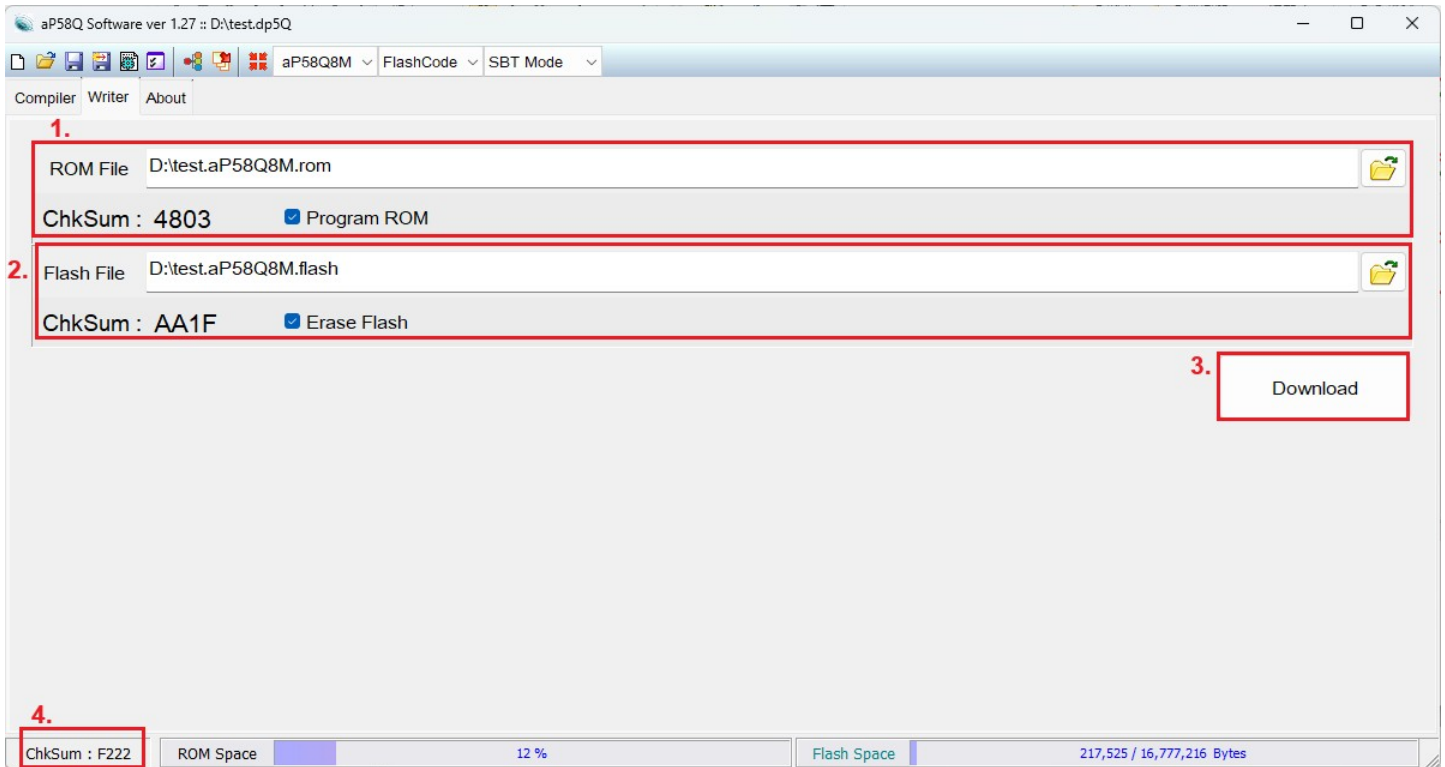 aP58Q Software ver 1.27 :: D:\test.dp5Q
aP58Q8M FlashCode SBT Mode
Compiler Writer About
1.
ROM File D:\test.aP58Q8M.rom
ChkSum : 4803 Program ROM
2.
Flash File D:\test.aP58Q8M.flash
ChkSum : AA1F Erase Flash
3.
Download
4.
ChkSum : F222 ROM Space 12 % Flash Space 217,525 / 16,777,216 Bytes